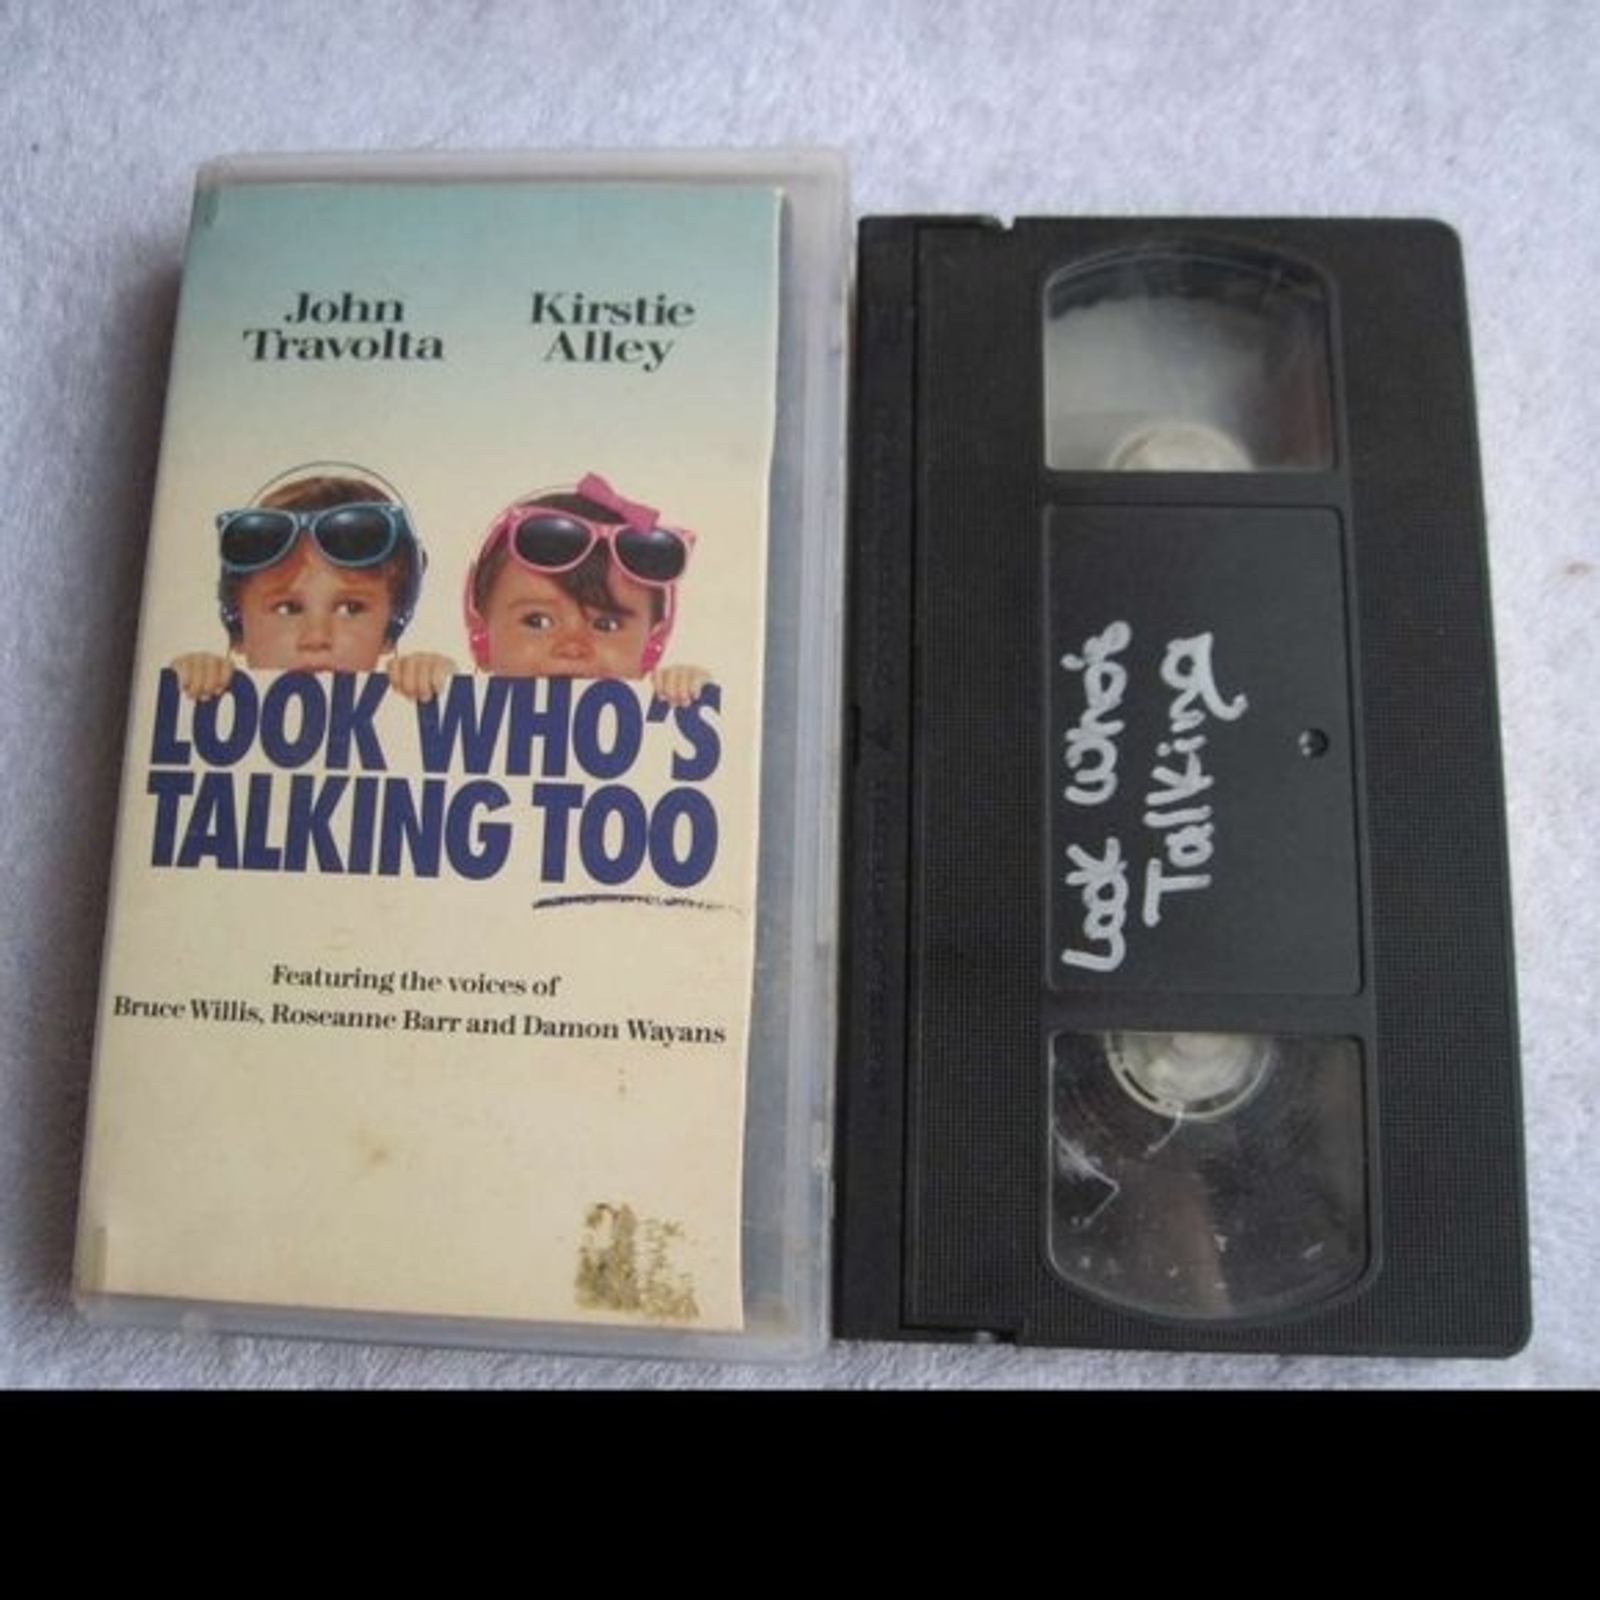 John
Travolta
Kirstie
Alley
LOOK WHO'S
TALKING TOO
Featuring the voices of
Bruce Willis, Roseanne Barr and Damon Wayans
Look Who's
Talking